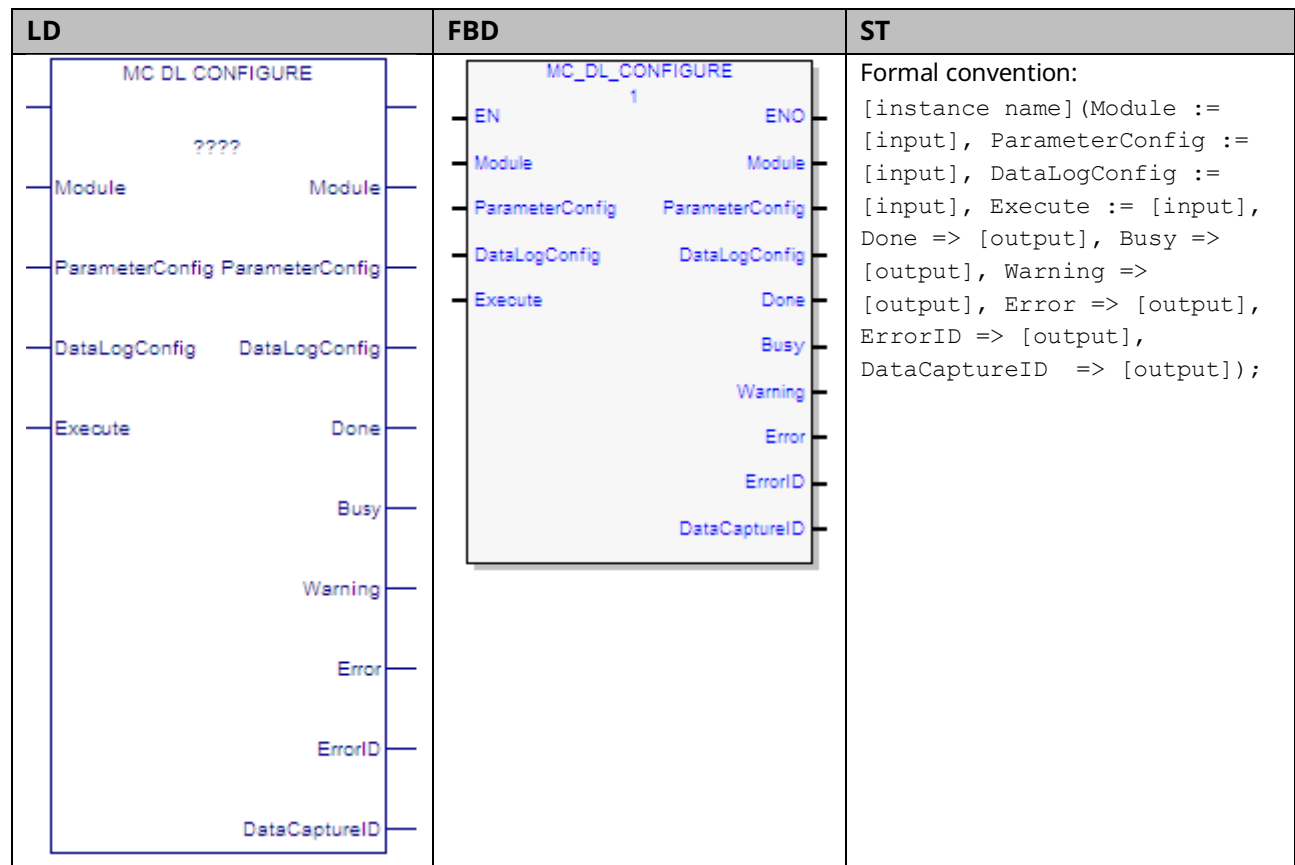 LD
FBD
ST
MC DL CONFIGURE
????
Module Module
ParameterConfig ParameterConfig
DataLogConfig DataLogConfig
Execute Done
Busy
Warning
Error
ErrorID
DataCaptureID
MC_DL_CONFIGURE
1
EN ENO
Module Module
ParameterConfig ParameterConfig
DataLogConfig DataLogConfig
Execute Done
Busy
Warning
Error
ErrorID
DataCaptureID
Formal convention:
[instance name](Module :=
[input], ParameterConfig :=
[input], DataLogConfig :=
[input], Execute := [input],
Done => [output], Busy =>
[output], Warning =>
[output], Error => [output],
ErrorID => [output],
DataCaptureID => [output]);